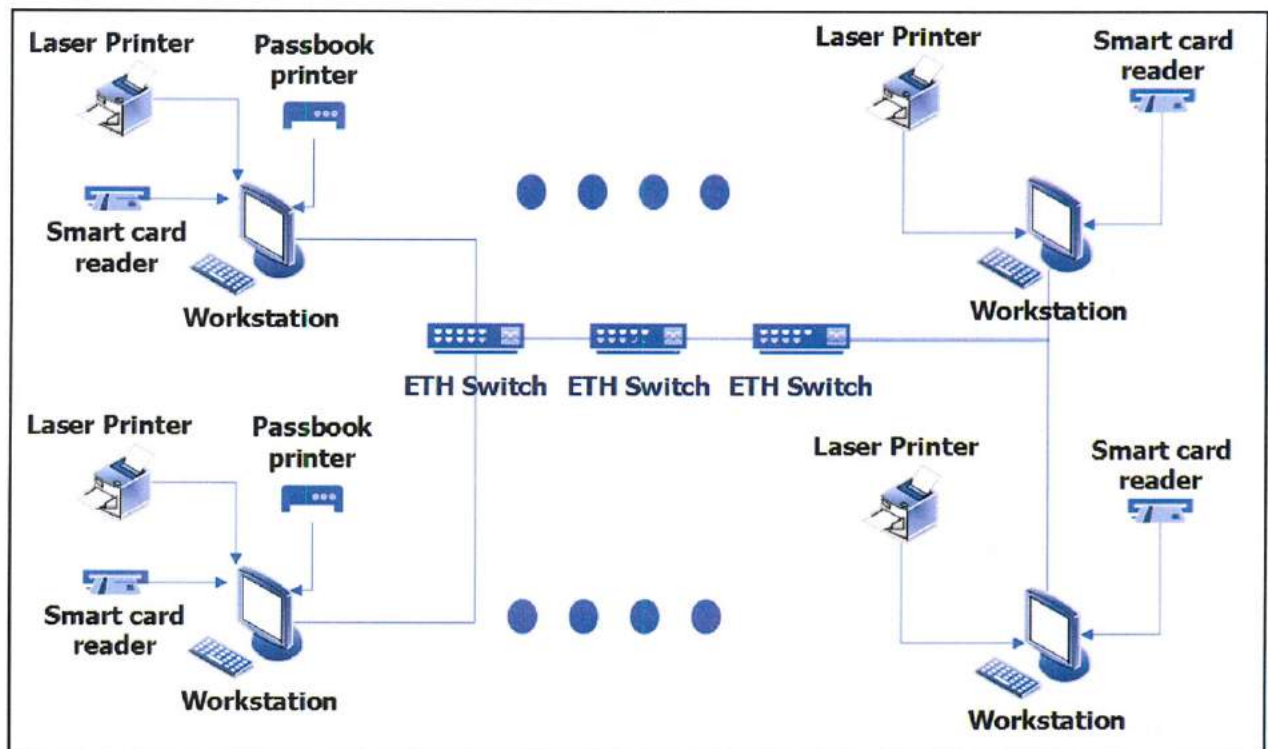 Laser Printer
Passbook
printer
Laser Printer
Smart card
reader
Smart card
reader
Workstation
Workstation
ETH Switch
ETH Switch
ETH Switch
Laser Printer
Passbook
printer
Laser Printer
Smart card
reader
Smart card
reader
Workstation
Workstation